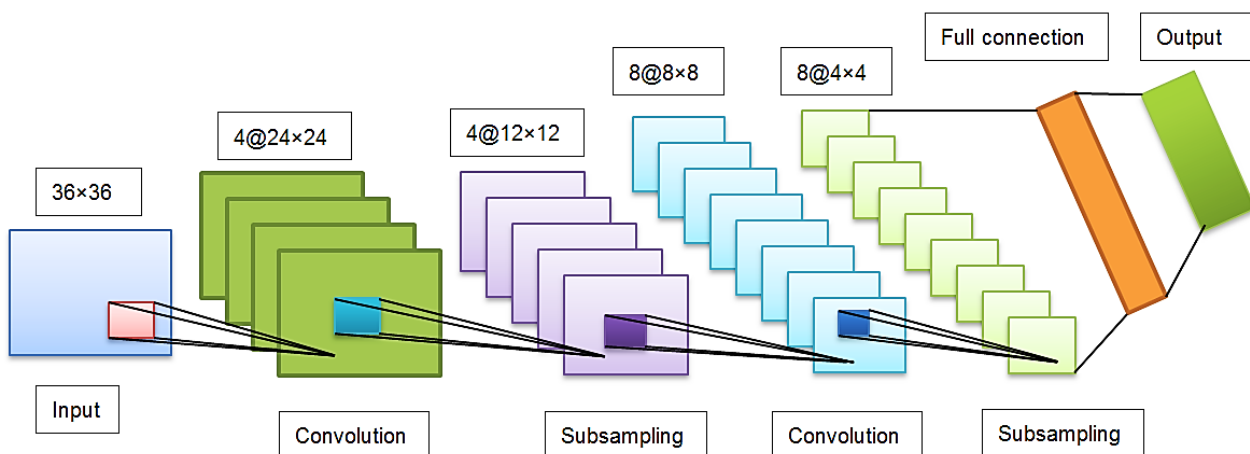 Full connection
Output
8@8×8
8@4×4
4@24×24
4@12×12
36×36
Input
Convolution
Subsampling
Convolution
Subsampling